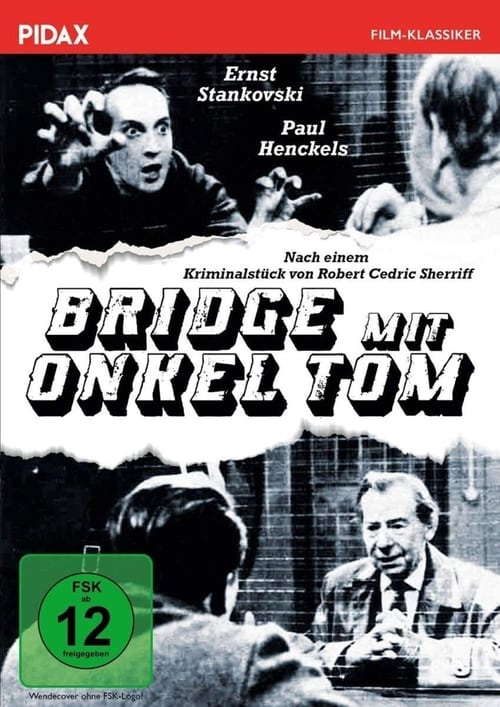 PIDAX
FILM-KLASSIKER
Ernst
Stankovski
Paul
Henckels
Nach einem
Kriminalstück von Robert Cedric Sherriff
BRIDGE MIT
ONKEL TOM
FSK
ab
12
freigegeben
Wendecover ohne FSK-Logo!